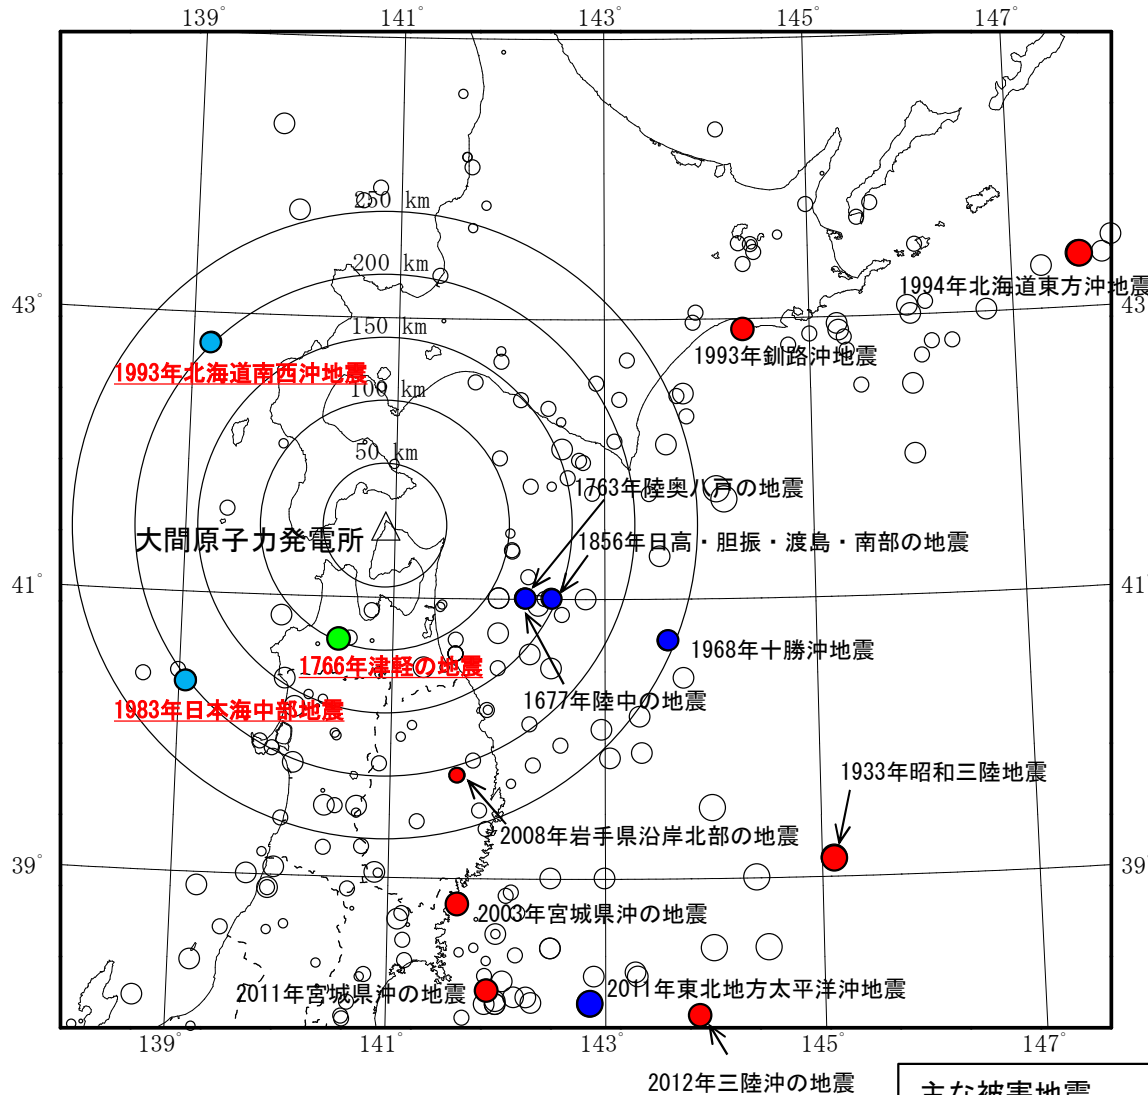 139° 141° 143° 145° 147°
250 km
200 km
43° 43
1994年北海道東方沖地震
150 km
1993年釧路沖地震
1993年北海道南西沖地震
100 km
50 km
1763年陸奥八戸の地震
大間原子力発電所
1856年日高・胆振・渡島・南部の地震
41° 41
1968年十勝沖地震
1766年津軽の地震
1677年陸中の地震
1983年日本海中部地震
1933年昭和三陸地震
2008年岩手県沿岸北部の地震
39° 39
2003年宮城県沖の地震
2011年宮城県沖の地震
2011年東北地方太平洋沖地震
139° 141° 143° 145° 147°
2012年三陸沖の地震
主な被害地震